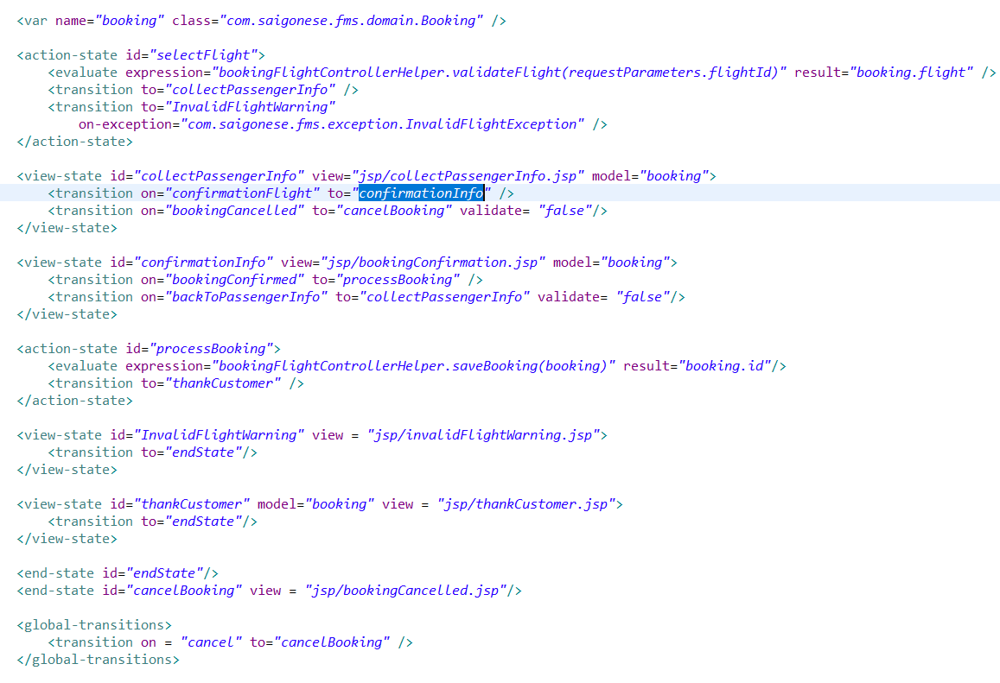 <var name="booking" class="com.saigonese.fms.domain.Booking" />

<action-state id="selectFlight">
    <evaluate expression="bookingFlightControllerHelper.validateFlight(requestParameters.flightId)" result="booking.flight" />
    <transition to="collectPassengerInfo" />
    <transition to="InvalidFlightWarning"
        on-exception="com.saigonese.fms.exception.InvalidFlightException" />
</action-state>

<view-state id="collectPassengerInfo" view="jsp/collectPassengerInfo.jsp" model="booking">
    <transition on="confirmationFlight" to="confirmationInfo" />
    <transition on="bookingCancelled" to="cancelBooking" validate= "false"/>
</view-state>

<view-state id="confirmationInfo" view="jsp/bookingConfirmation.jsp" model="booking">
    <transition on="bookingConfirmed" to="processBooking" />
    <transition on="backToPassengerInfo" to="collectPassengerInfo" validate= "false"/>
</view-state>

<action-state id="processBooking">
    <evaluate expression="bookingFlightControllerHelper.saveBooking(booking)" result="booking.id"/>
    <transition to="thankCustomer" />
</action-state>

<view-state id="InvalidFlightWarning" view = "jsp/invalidFlightWarning.jsp">
    <transition to="endState"/>
</view-state>

<view-state id="thankCustomer" model="booking" view = "jsp/thankCustomer.jsp">
    <transition to="endState"/>
</view-state>

<end-state id="endState"/>
<end-state id="cancelBooking" view = "jsp/bookingCancelled.jsp"/>

<global-transitions>
    <transition on = "cancel" to="cancelBooking" />
</global-transitions>